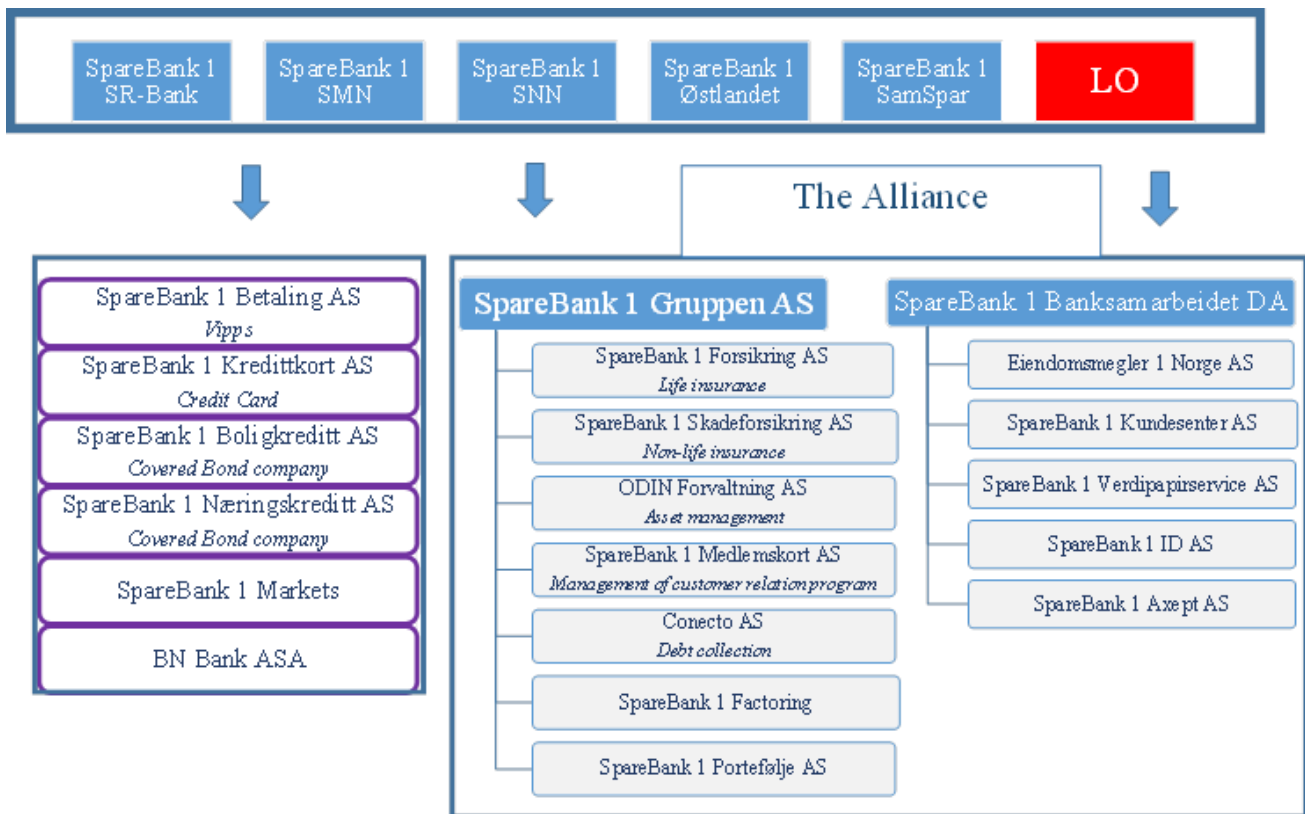 SpareBank 1
SR-Bank
SpareBank 1
SMN
SpareBank 1
SNN
SpareBank 1
Østlandet
SpareBank 1
SamSpar
LO
The Alliance
SpareBank 1 Betaling AS
Vipps
SpareBank 1 Kredittkort AS
Credit Card
SpareBank 1 Boligkreditt AS
Covered Bond company
SpareBank 1 Næringskreditt AS
Covered Bond company
SpareBank 1 Markets
BN Bank ASA
SpareBank 1 Gruppen AS
SpareBank 1 Forsikring AS
Life insurance
SpareBank 1 Skadeforsikring AS
Non-life insurance
ODIN Forvaltning AS
Asset management
SpareBank 1 Medlemskort AS
Management of customer relation program
Conecto AS
Debt collection
SpareBank 1 Factoring
SpareBank 1 Portefølje AS
SpareBank 1 Banksamarbeidet DA
Eiendomsmegler 1 Norge AS
SpareBank 1 Kundesenter AS
SpareBank 1 Verdipapirservice AS
SpareBank 1 ID AS
SpareBank 1 Axept AS